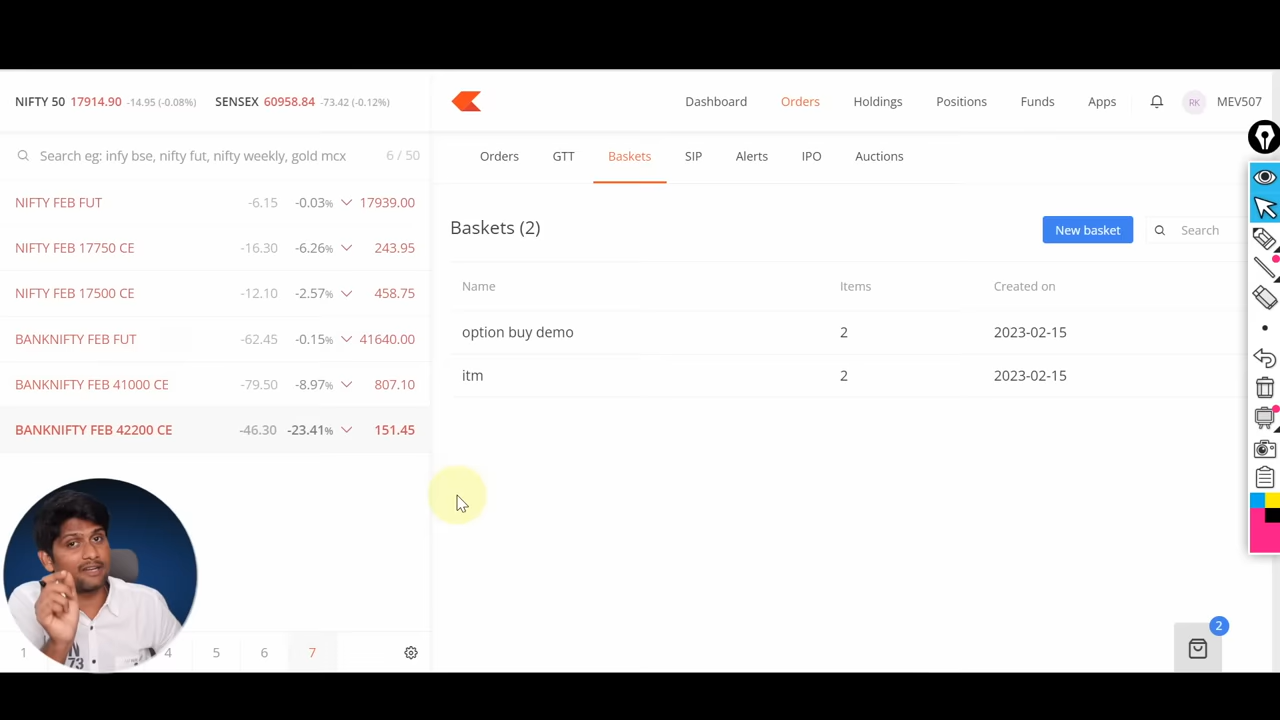 NIFTY 50 17914.90 -14.95 (-0.08%) SENSEX 60958.84 -73.42 (-0.12%)
Dashboard Orders Holdings Positions Funds Apps RK MEV507
Search eg: infy bse, nifty fut, nifty weekly, gold mcx 6 / 50
Orders GTT Baskets SIP Alerts IPO Auctions
NIFTY FEB FUT -6.15 -0.03% 17939.00
NIFTY FEB 17750 CE -16.30 -6.26% 243.95
NIFTY FEB 17500 CE -12.10 -2.57% 458.75
BANKNIFTY FEB FUT -62.45 -0.15% 41640.00
BANKNIFTY FEB 41000 CE -79.50 -8.97% 807.10
BANKNIFTY FEB 42200 CE -46.30 -23.41% 151.45
1 4 5 6 7
Baskets (2) New basket Search
Name Items Created on
option buy demo 2 2023-02-15
itm 2 2023-02-15
2
73